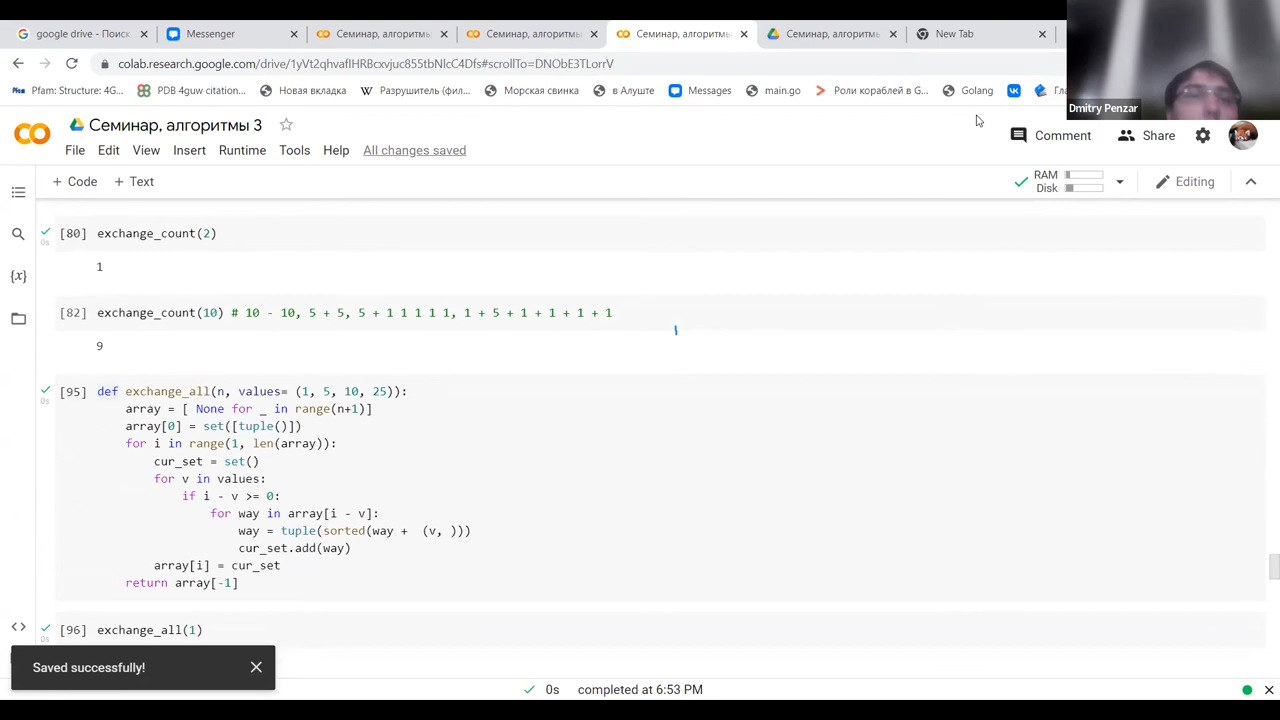 google drive - Поиск
Messenger
Семинар, алгоритмы
Семинар, алгоритмы
Семинар, алгоритмы
Семинар, алгоритмы
New Tab
colab.research.google.com/drive/1yVt2qhvaflHRBcxvjuc855tbNlcC4Dfs#scrollTo=DNObE3TLorrV
Pfam: Structure: 4G...
PDB 4guw citation...
Новая вкладка
Разрушитель (фил...
Морская свинка
в Алуште
Messages
main.go
Роли кораблей в G...
Golang
Dmitry Penzar
Семинар, алгоритмы 3
Comment
Share
File Edit View Insert Runtime Tools Help All changes saved
+ Code + Text
RAM
Disk
Editing
[80] exchange_count(2)
0s
1
[82] exchange_count(10) # 10 - 10, 5 + 5, 5 + 1 1 1 1 1, 1 + 5 + 1 + 1 + 1 + 1
9
[95] def exchange_all(n, values= (1, 5, 10, 25)):
0s
array = [ None for _ in range(n+1)]
array[0] = set([tuple()])
for i in range(1, len(array)):
cur_set = set()
for v in values:
if i - v >= 0:
for way in array[i - v]:
way = tuple(sorted(way + (v, )))
cur_set.add(way)
array[i] = cur_set
return array[-1]
[96] exchange_all(1)
0s
Saved successfully!
0s completed at 6:53 PM